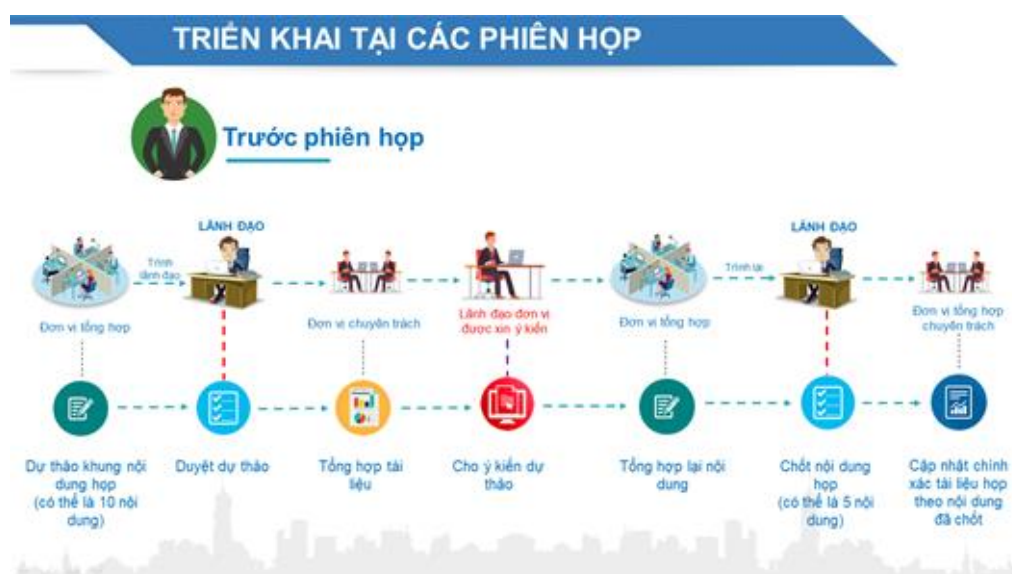 TRIỂN KHAI TẠI CÁC PHIÊN HỌP
Trước phiên họp
LÃNH ĐẠO
LÃNH ĐẠO
Trình
lãnh đạo
Trình lại
Đơn vị tổng hợp
Đơn vị chuyên trách
Lãnh đạo đơn vị
được xin ý kiến
Đơn vị tổng hợp
Đơn vị tổng hợp
chuyên trách
Dự thảo khung nội
dung họp
(có thể là 10 nội
dung)
Duyệt dự thảo
Tổng hợp tài
liệu
Cho ý kiến dự
thảo
Tổng hợp lại nội
dung
Chốt nội dung
họp
(có thể là 5 nội
dung)
Cập nhật chính
xác tài liệu họp
theo nội dung
đã chốt